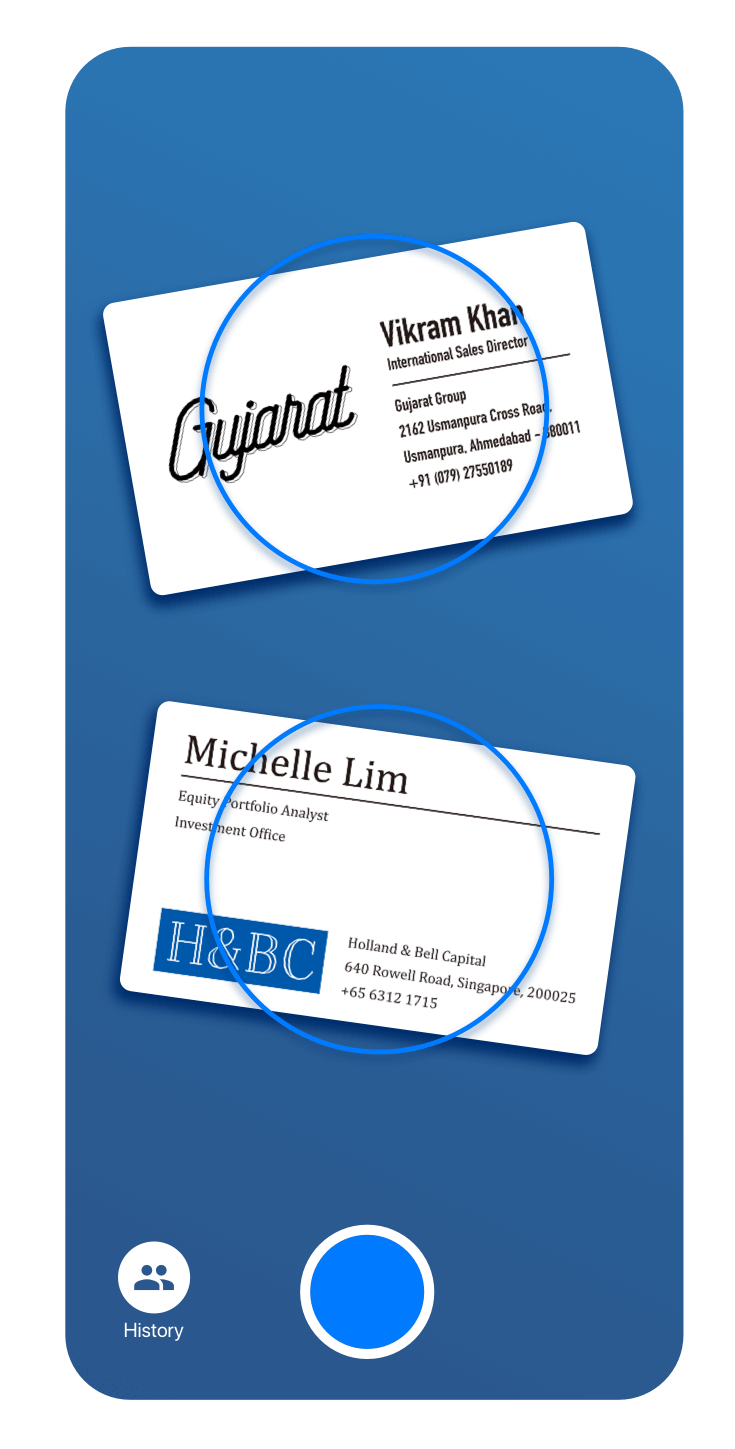 Gujarat
Vikram Khan
International Sales Director
Gujarat Group
2162 Usmanpura Cross Road,
Usmanpura, Ahmedabad – 380011
+91 (079) 27550189
Michelle Lim
Equity Portfolio Analyst
Investment Office
H&BC
Holland & Bell Capital
640 Rowell Road, Singapore, 200025
+65 6312 1715
History